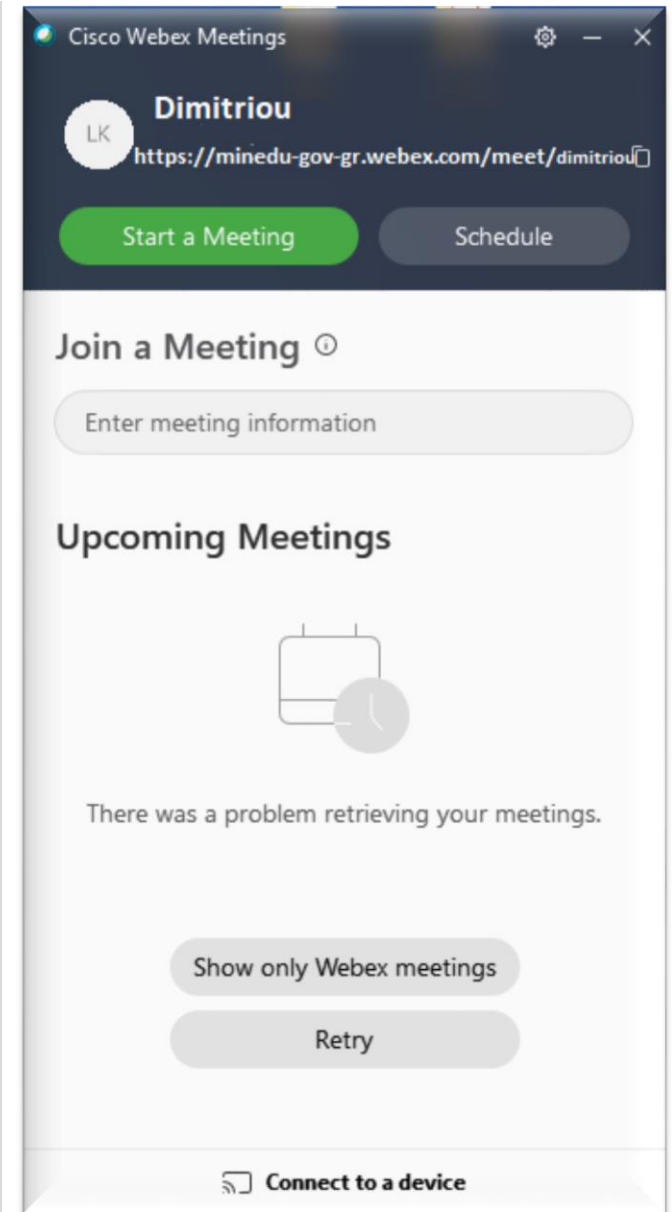 Cisco Webex Meetings
Dimitriou
LK
https://minedu-gov-gr.webex.com/meet/dimitriou
Start a Meeting
Schedule
Join a Meeting
Enter meeting information
Upcoming Meetings
There was a problem retrieving your meetings.
Show only Webex meetings
Retry
Connect to a device